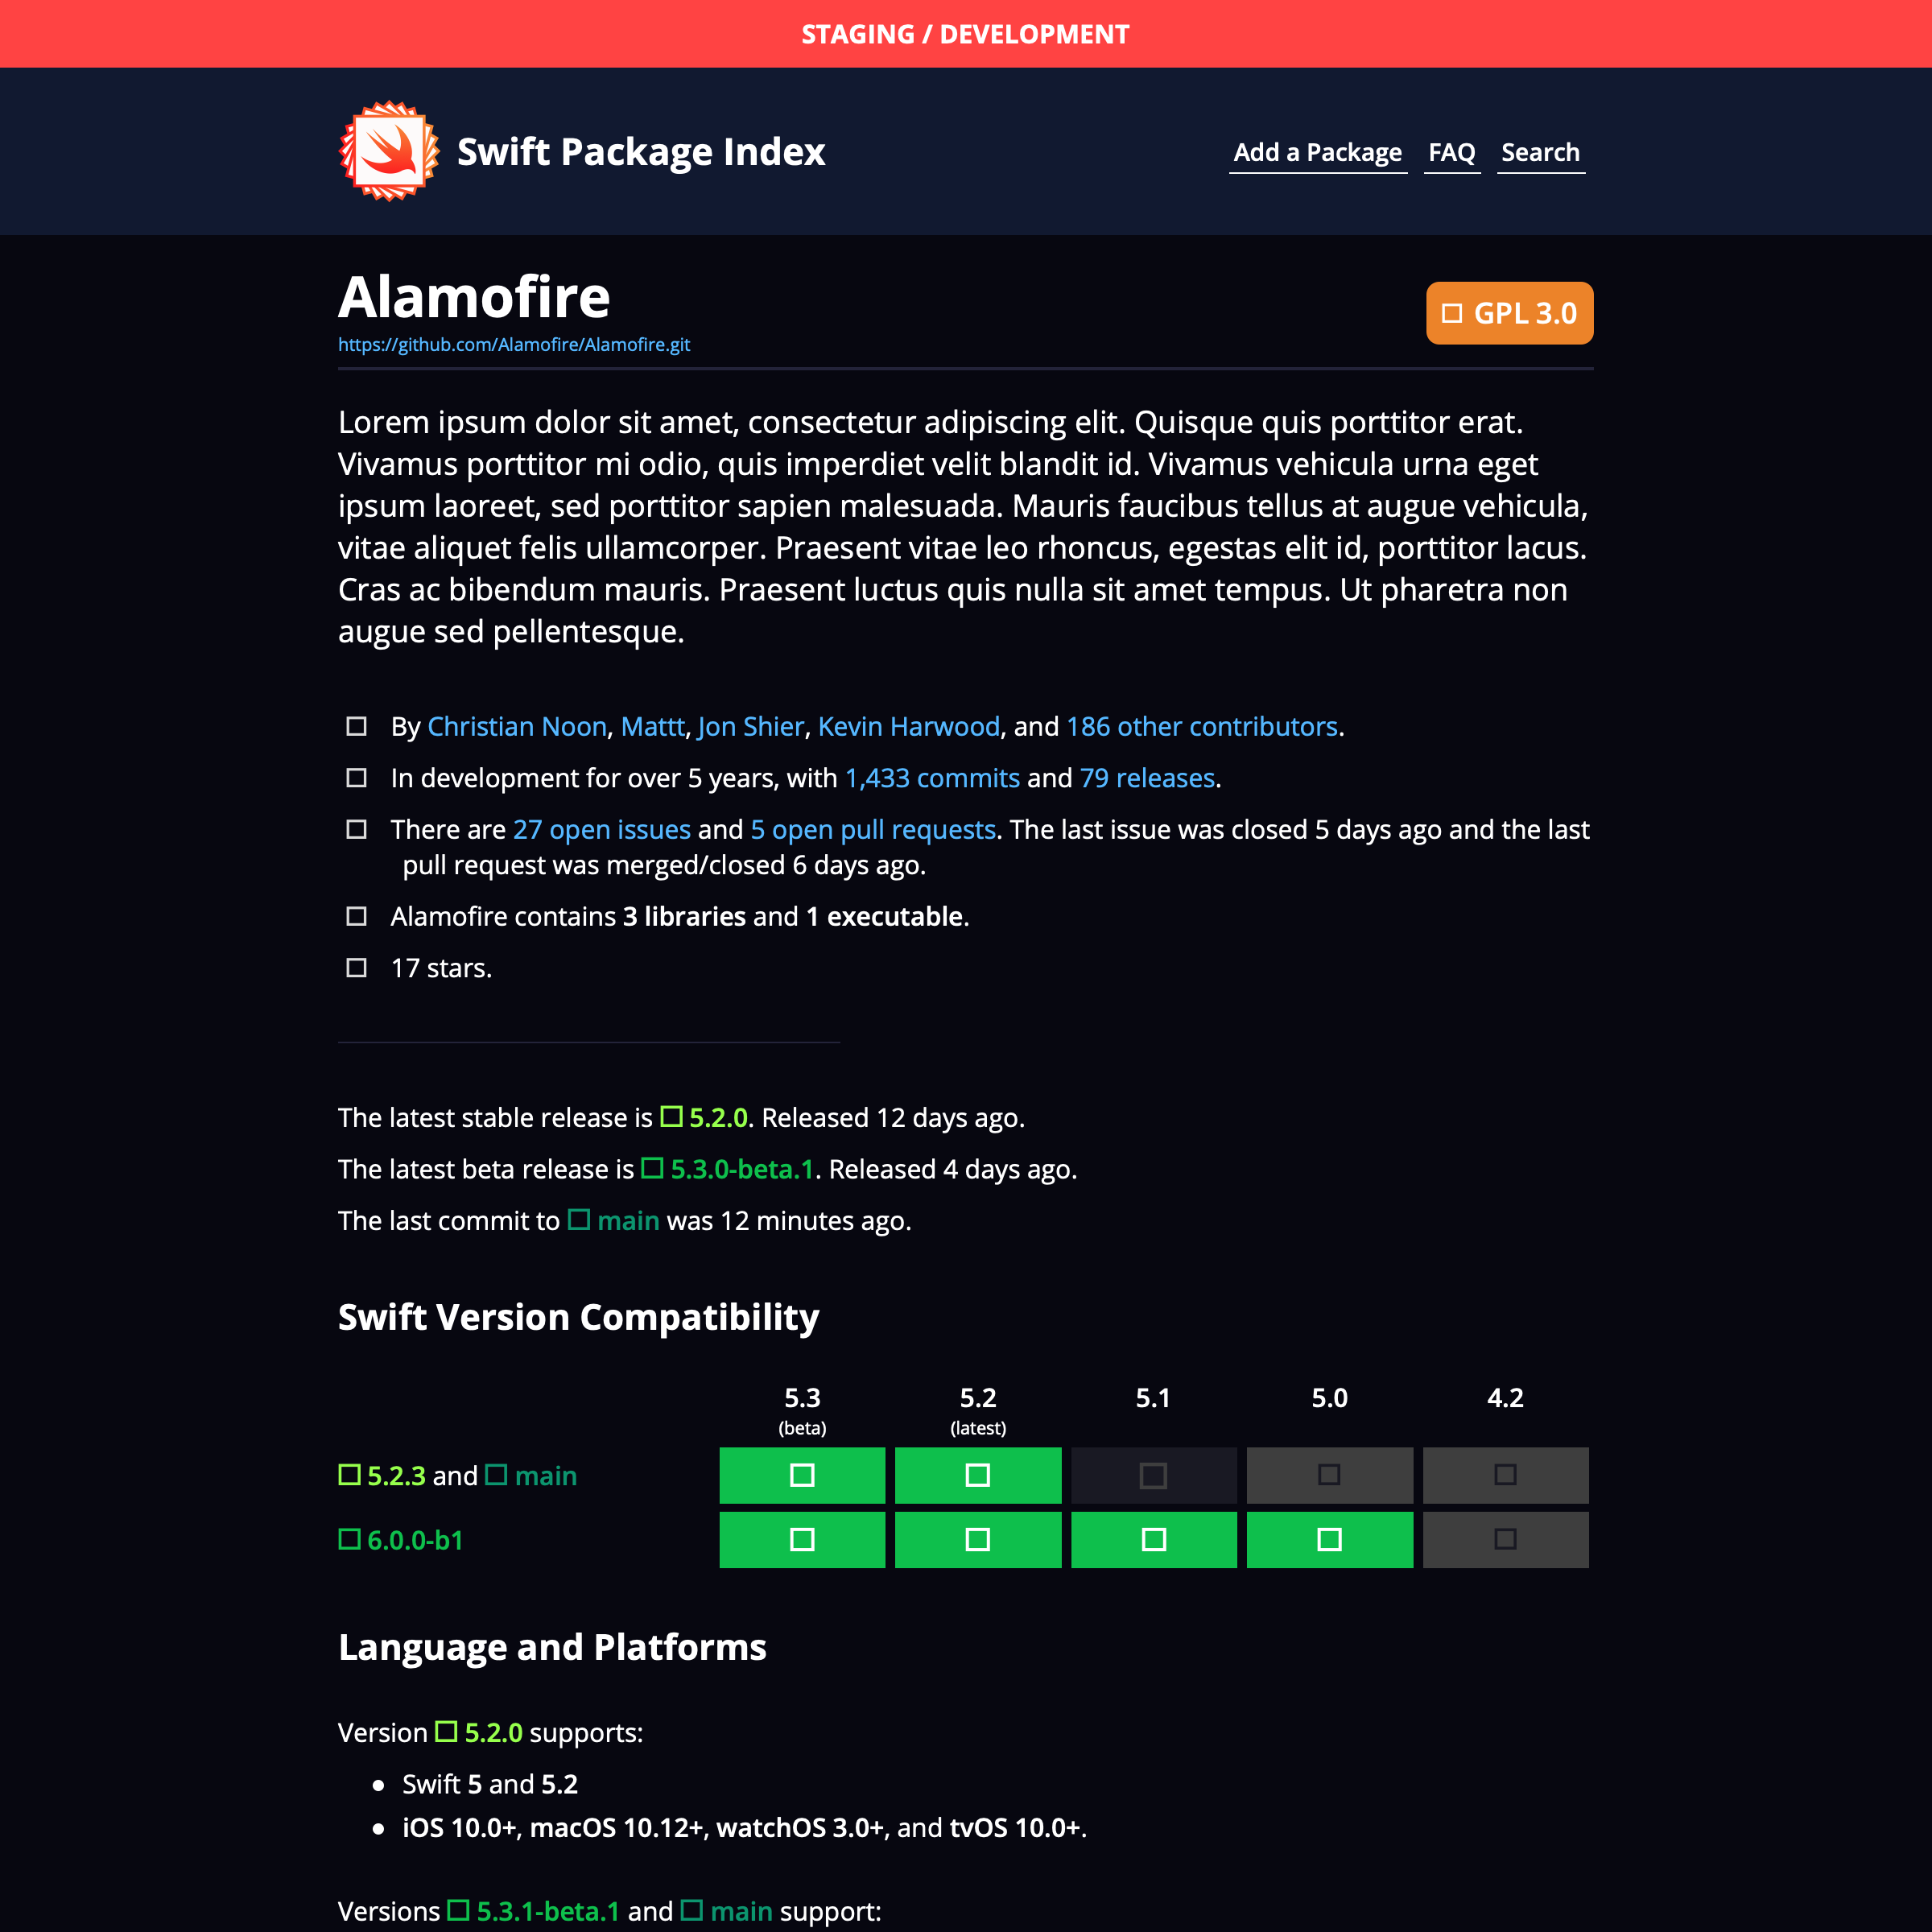 STAGING / DEVELOPMENT
Swift Package Index
Add a Package FAQ Search
Alamofire
GPL 3.0
https://github.com/Alamofire/Alamofire.git
Lorem ipsum dolor sit amet, consectetur adipiscing elit. Quisque quis porttitor erat.
Vivamus porttitor mi odio, quis imperdiet velit blandit id. Vivamus vehicula urna eget
ipsum laoreet, sed porttitor sapien malesuada. Mauris faucibus tellus at augue vehicula,
vitae aliquet felis ullamcorper. Praesent vitae leo rhoncus, egestas elit id, porttitor lacus.
Cras ac bibendum mauris. Praesent luctus quis nulla sit amet tempus. Ut pharetra non
augue sed pellentesque.
By Christian Noon, Mattt, Jon Shier, Kevin Harwood, and 186 other contributors.
In development for over 5 years, with 1,433 commits and 79 releases.
There are 27 open issues and 5 open pull requests. The last issue was closed 5 days ago and the last
pull request was merged/closed 6 days ago.
Alamofire contains 3 libraries and 1 executable.
17 stars.
The latest stable release is 5.2.0. Released 12 days ago.
The latest beta release is 5.3.0-beta.1. Released 4 days ago.
The last commit to main was 12 minutes ago.
Swift Version Compatibility
5.3 5.2 5.1 5.0 4.2
(beta) (latest)
5.2.3 and main
6.0.0-b1
Language and Platforms
Version 5.2.0 supports:
Swift 5 and 5.2
iOS 10.0+, macOS 10.12+, watchOS 3.0+, and tvOS 10.0+.
Versions 5.3.1-beta.1 and main support: